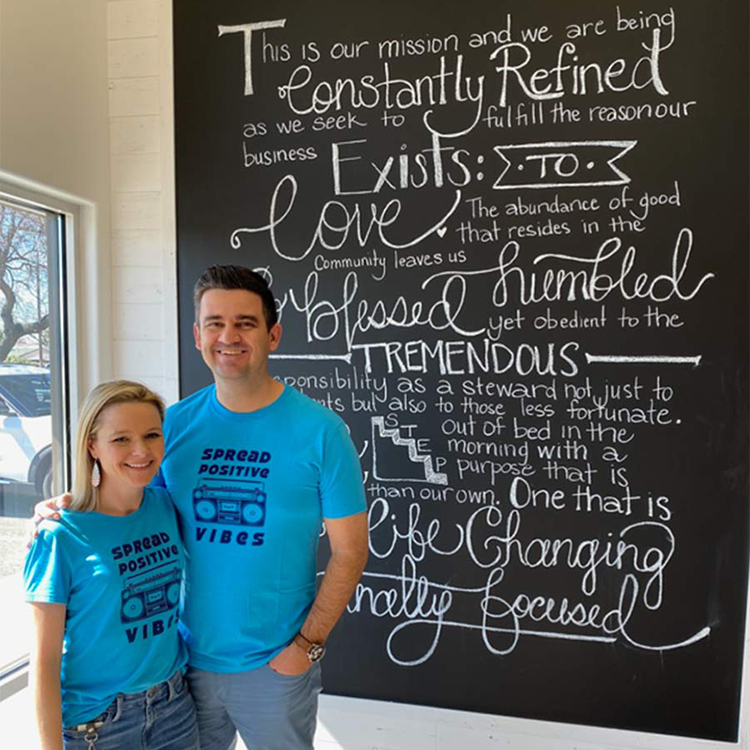 This is our mission and we are being
Constantly Refined
as we seek to fulfill the reason our
business Exists: • TO •
Love The abundance of good
that resides in the
Community leaves us
Blessed, humbled
yet obedient to the
TREMENDOUS
ponsibility as a steward not just to
nts but also to those less fortunate.
STEP out of bed in the
morning with a
purpose that is
than our own. One that is
Life Changing
focused
SPREAD
POSITIVE
VIBES
SPREAD
POSITIVE
VIBES